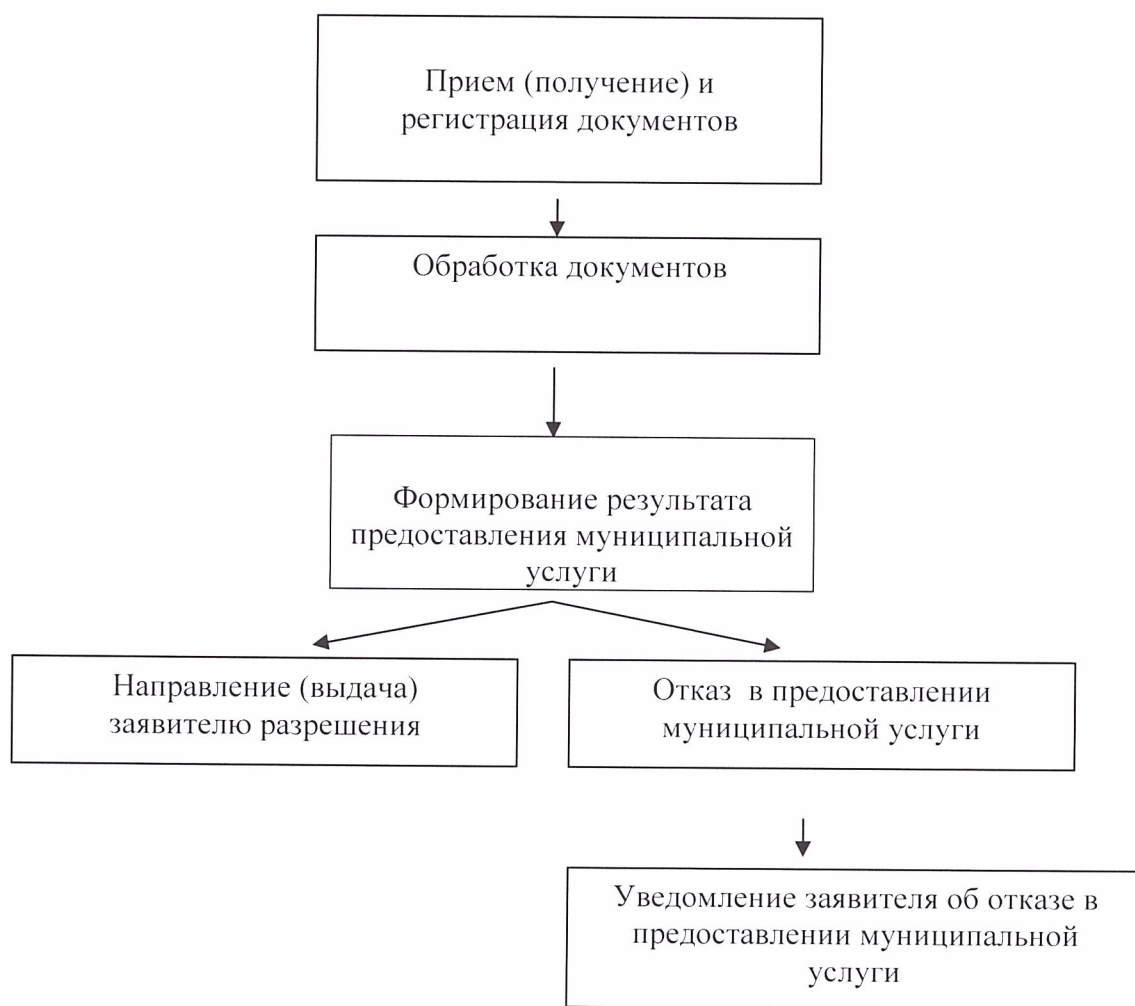 Прием (получение) и
регистрация документов
Обработка документов
Формирование результата
предоставления муниципальной
услуги
Направление (выдача)
заявителю разрешения
Отказ в предоставлении
муниципальной услуги
Уведомление заявителя об отказе в
предоставлении муниципальной
услуги